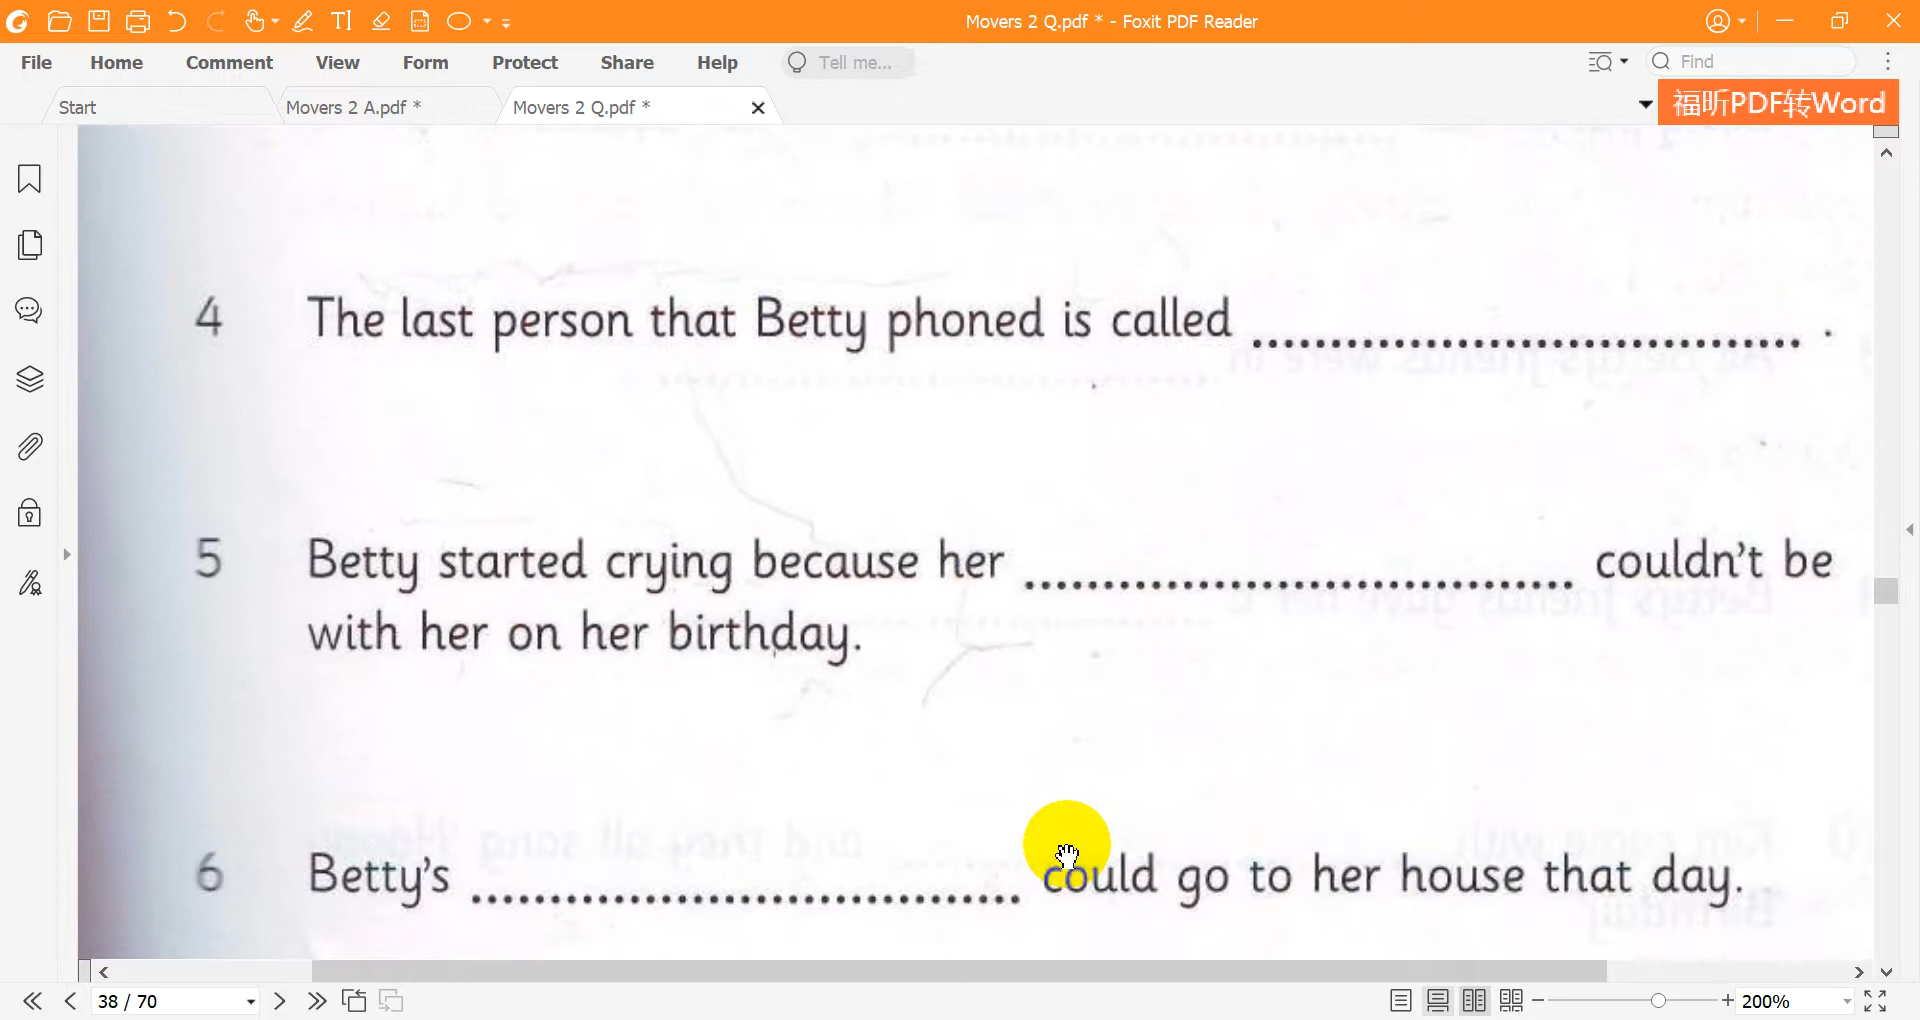 Movers 2 Q.pdf * - Foxit PDF Reader
File Home Comment View Form Protect Share Help Tell me... Find
Start Movers 2 A.pdf * Movers 2 Q.pdf *
福昕PDF转Word
4 The last person that Betty phoned is called ................................... .
5 Betty started crying because her ................................... couldn't be
with her on her birthday.
6 Betty's ................................... could go to her house that day.
38 / 70
200%